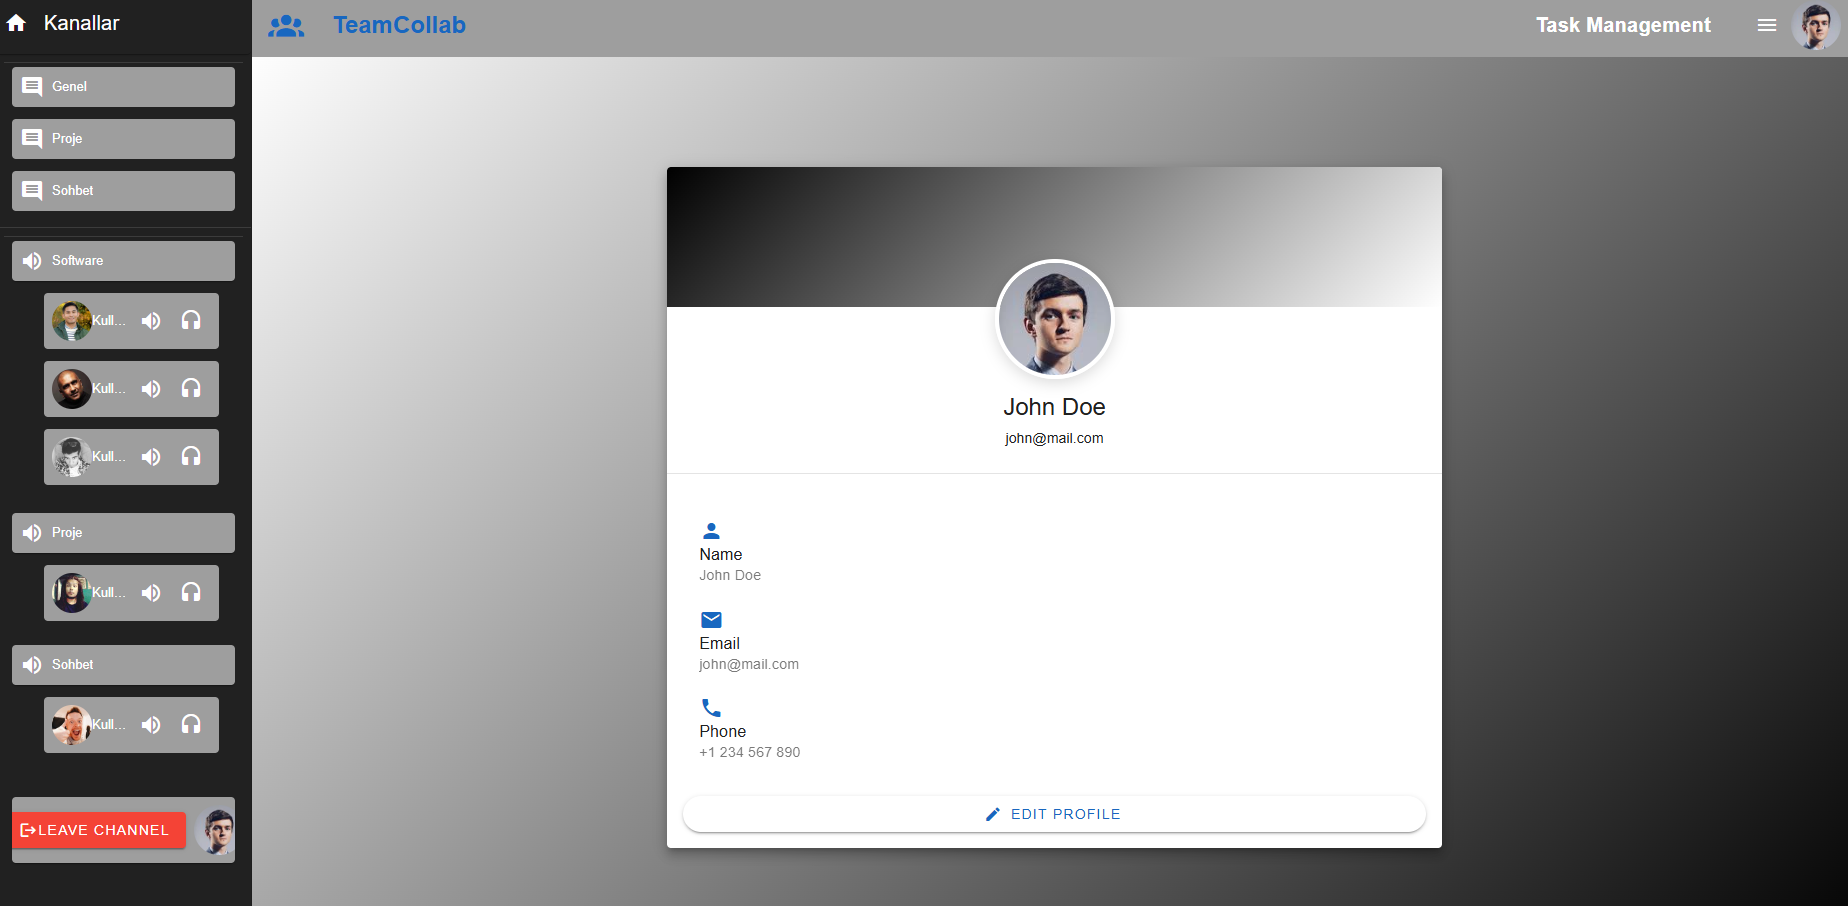 Kanallar
TeamCollab
Task Management
Genel
Proje
Sohbet
Software
Kull...
Kull...
Kull...
Proje
Kull...
Sohbet
Kull...
LEAVE CHANNEL
John Doe
john@mail.com
Name
John Doe
Email
john@mail.com
Phone
+1 234 567 890
EDIT PROFILE